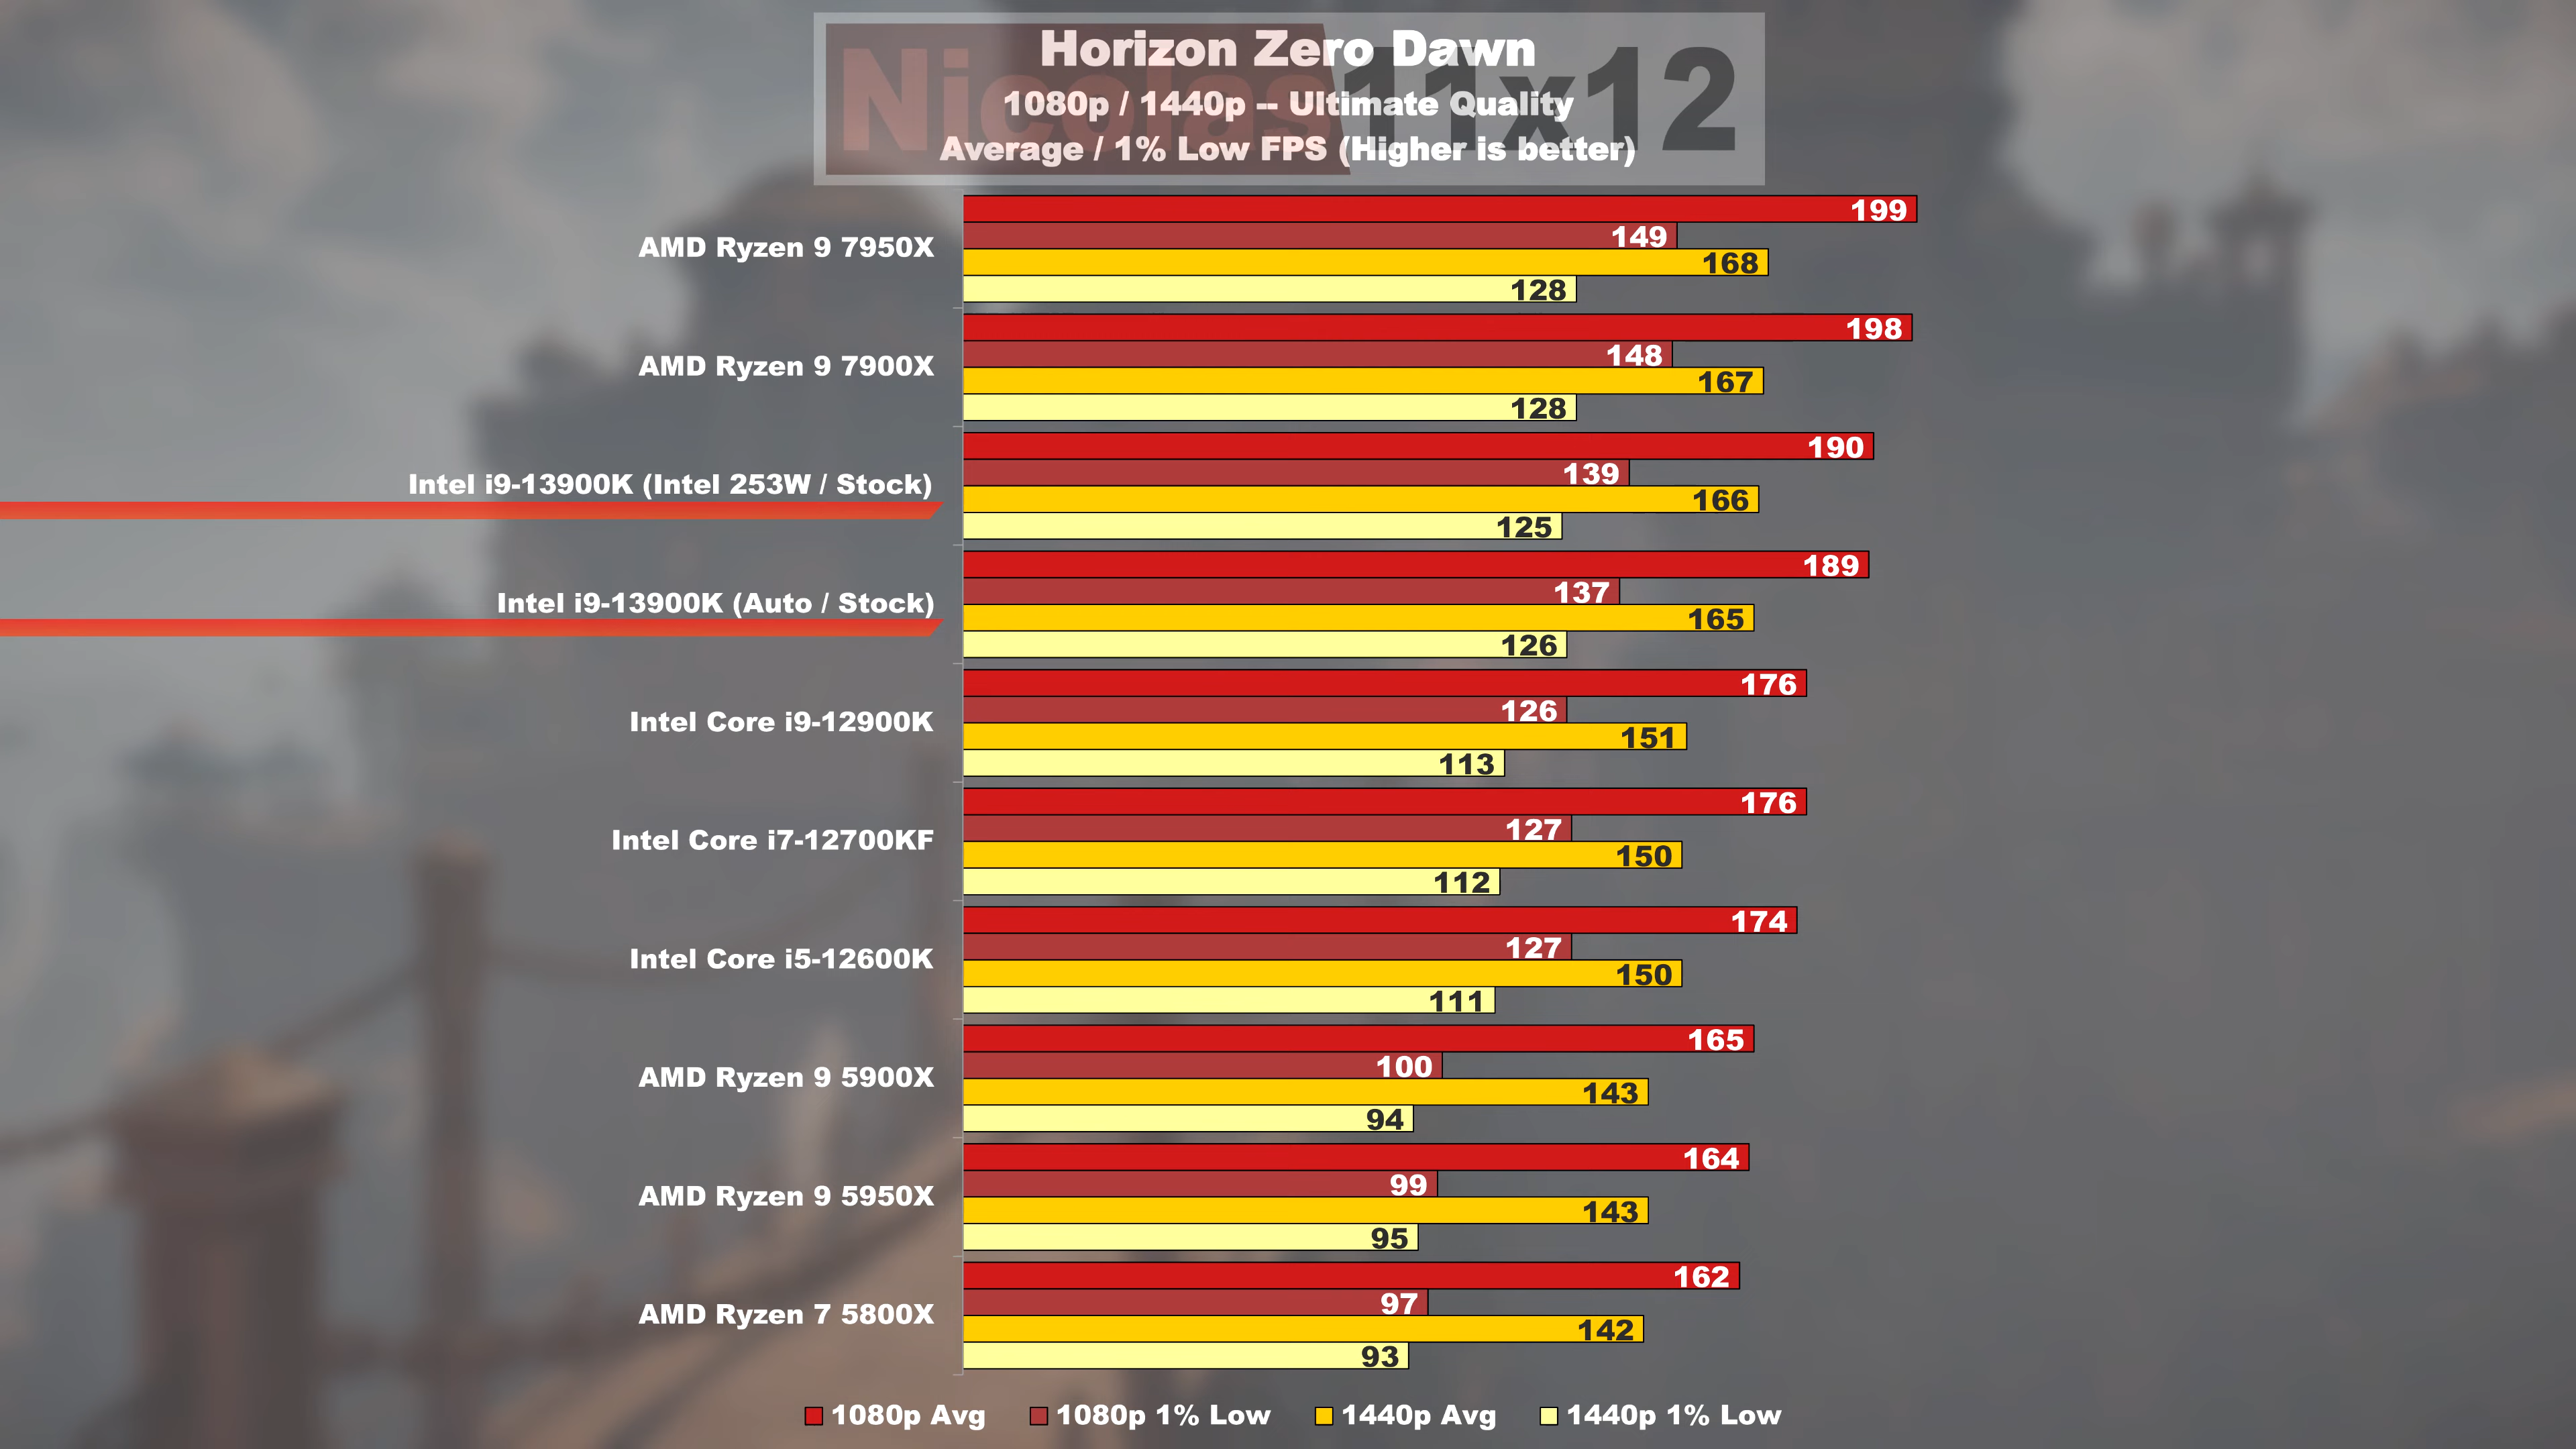 Nicolas11x12
Horizon Zero Dawn
1080p / 1440p -- Ultimate Quality
Average / 1% Low FPS (Higher is better)
AMD Ryzen 9 7950X
199
149
168
128
AMD Ryzen 9 7900X
198
148
167
128
Intel i9-13900K (Intel 253W / Stock)
190
139
166
125
Intel i9-13900K (Auto / Stock)
189
137
165
126
Intel Core i9-12900K
176
126
151
113
Intel Core i7-12700KF
176
127
150
112
Intel Core i5-12600K
174
127
150
111
AMD Ryzen 9 5900X
165
100
143
94
AMD Ryzen 9 5950X
164
99
143
95
AMD Ryzen 7 5800X
162
97
142
93
1080p Avg 1080p 1% Low 1440p Avg 1440p 1% Low